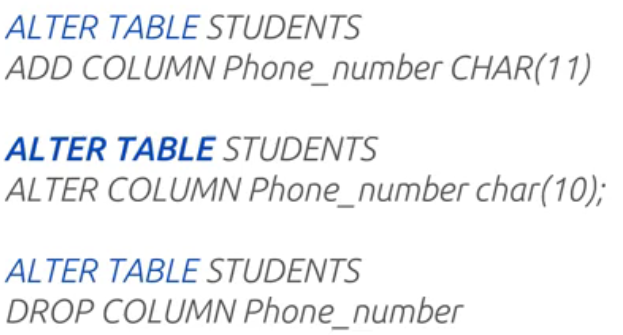 ALTER TABLE STUDENTS
ADD COLUMN Phone_number CHAR(11)
ALTER TABLE STUDENTS
ALTER COLUMN Phone_number char(10);
ALTER TABLE STUDENTS
DROP COLUMN Phone_number